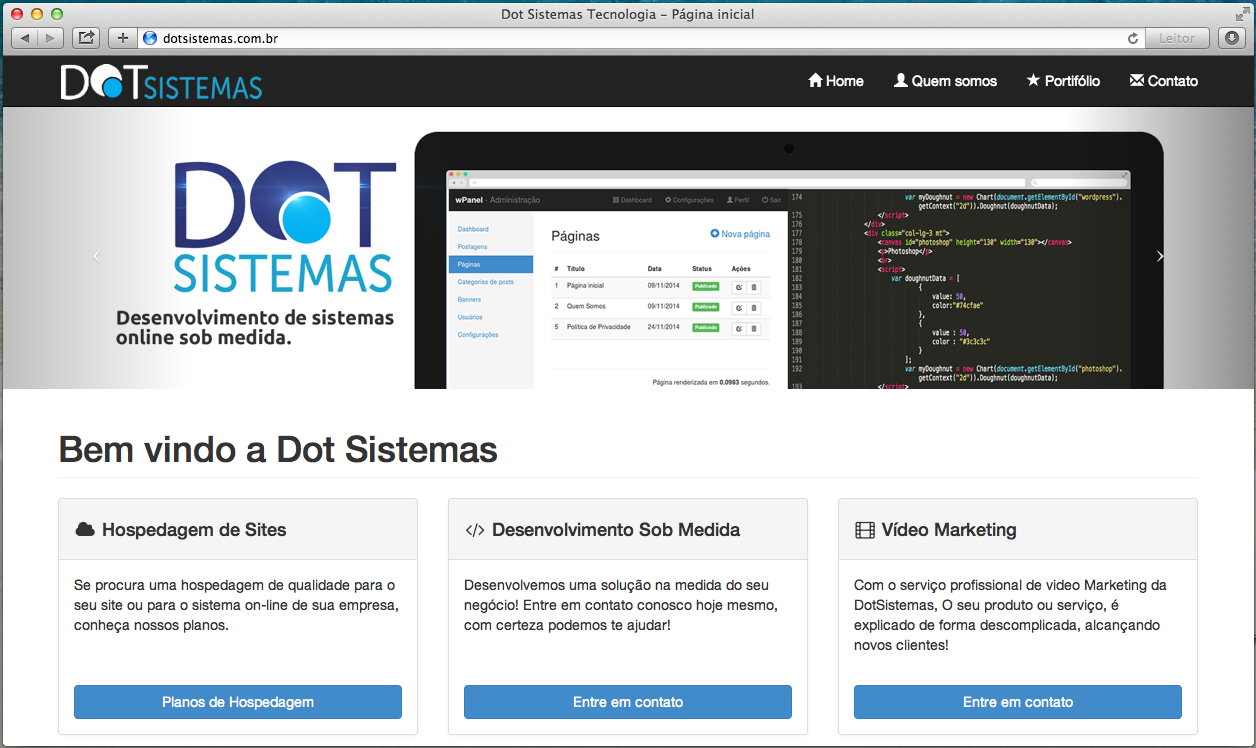 Dot Sistemas Tecnologia – Página inicial
dotsistemas.com.br
Leitor
DOTSISTEMAS
Home
Quem somos
Portifólio
Contato
DOT
SISTEMAS
Desenvolvimento de sistemas
online sob medida.
wPanel - Administração
Dashboard
Configurações
Perfil
Sair
Dashboard
Postagens
Páginas
Categorias de posts
Banners
Usuários
Configurações
Páginas
Nova página
# Título Data Status Ações
1 Página inicial 09/11/2014 Publicado
2 Quem Somos 09/11/2014 Publicado
5 Política de Privacidade 24/11/2014 Publicado
Página renderizada em 0.0983 segundos.
174 var myDoughnut = new Chart(document.getElementById("wordpress").
getContext("2d")).Doughnut(doughnutData);
175 </script>
176 </div>
177 <div class="col-lg-3 mt">
178 <canvas id="photoshop" height="130" width="130"></canvas>
179 <p>Photoshop</p>
180 <br>
181 <script>
182 var doughnutData = [
183 {
184 value: 50,
185 color:"#74cfae"
186 },
187 {
188 value : 50,
189 color : "#3c3c3c"
190 }
191 ];
192 var myDoughnut = new Chart(document.getElementById("photoshop").
getContext("2d")).Doughnut(doughnutData);
193 </script>
Bem vindo a Dot Sistemas
Hospedagem de Sites
Se procura uma hospedagem de qualidade para o
seu site ou para o sistema on-line de sua empresa,
conheça nossos planos.
Planos de Hospedagem
</> Desenvolvimento Sob Medida
Desenvolvemos uma solução na medida do seu
negócio! Entre em contato conosco hoje mesmo,
com certeza podemos te ajudar!
Entre em contato
Vídeo Marketing
Com o serviço profissional de video Marketing da
DotSistemas, O seu produto ou serviço, é
explicado de forma descomplicada, alcançando
novos clientes!
Entre em contato